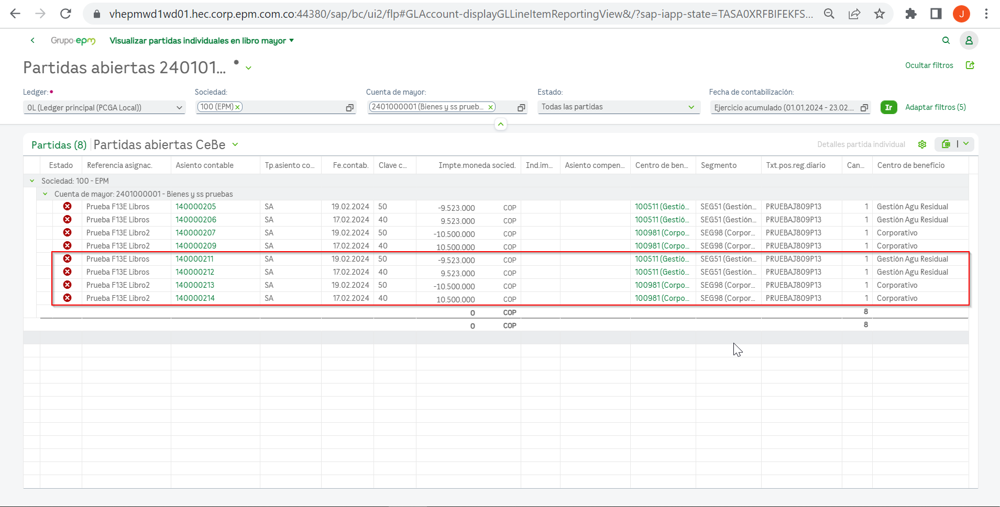 vhepmwd1wd01.hec.corp.epm.com.co:44380/sap/bc/ui2/flp#GLAccount-displayGLLineItemReportingView&/?sap-iapp-state=TASA0XRFBIFEKFS...
J
Grupo·epm Visualizar partidas individuales en libro mayor
Partidas abiertas 240101...
Ocultar filtros
Ledger: Sociedad: Cuenta de mayor: Estado: Fecha de contabilización:
0L (Ledger principal (PCGA Local)) 100 (EPM) 2401000001 (Bienes y ss prueb... Todas las partidas Ejercicio acumulado (01.01.2024 - 23.02.... Ir Adaptar filtros (5)
Partidas (8) Partidas abiertas CeBe Detalles partida individual
Estado Referencia asignac. Asiento contable Tp.asiento co... Fe.contab. Clave c... Impte.moneda socied. Ind.im... Asiento compen... Centro de ben... Segmento Txt.pos.reg.diario Can... Centro de beneficio
Sociedad: 100 - EPM
Cuenta de mayor: 2401000001 - Bienes y ss pruebas
Prueba F13E Libros 140000205 SA 19.02.2024 50 -9.523.000 COP 100511 (Gestió... SEG51 (Gestión... PRUEBAJ809P13 1 Gestión Agu Residual
Prueba F13E Libros 140000206 SA 17.02.2024 40 9.523.000 COP 100511 (Gestió... SEG51 (Gestión... PRUEBAJ809P13 1 Gestión Agu Residual
Prueba F13E Libro2 140000207 SA 19.02.2024 50 -10.500.000 COP 100981 (Corpo... SEG98 (Corpor... PRUEBAJ809P13 1 Corporativo
Prueba F13E Libro2 140000209 SA 17.02.2024 40 10.500.000 COP 100981 (Corpo... SEG98 (Corpor... PRUEBAJ809P13 1 Corporativo
Prueba F13E Libros 140000211 SA 19.02.2024 50 -9.523.000 COP 100511 (Gestió... SEG51 (Gestión... PRUEBAJ809P13 1 Gestión Agu Residual
Prueba F13E Libros 140000212 SA 17.02.2024 40 9.523.000 COP 100511 (Gestió... SEG51 (Gestión... PRUEBAJ809P13 1 Gestión Agu Residual
Prueba F13E Libro2 140000213 SA 19.02.2024 50 -10.500.000 COP 100981 (Corpo... SEG98 (Corpor... PRUEBAJ809P13 1 Corporativo
Prueba F13E Libro2 140000214 SA 17.02.2024 40 10.500.000 COP 100981 (Corpo... SEG98 (Corpor... PRUEBAJ809P13 1 Corporativo
0 COP 8
0 COP 8